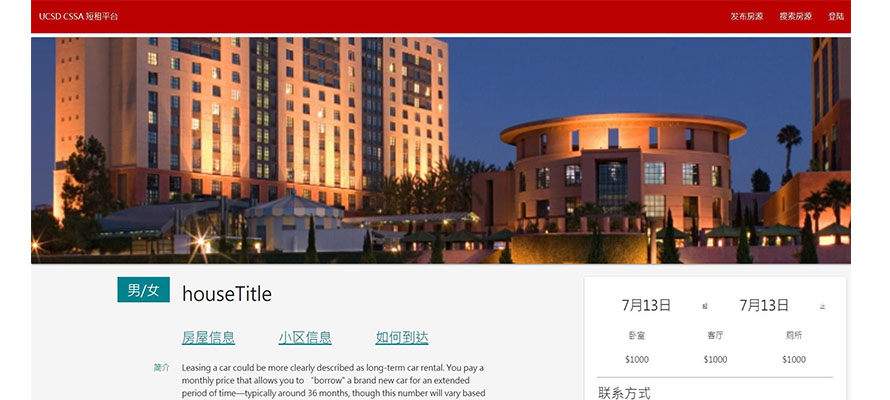 UCSD CSSA 短租平台
发布房源 搜索房源 登陆
男/女 houseTitle
房屋信息 小区信息 如何到达
简介 Leasing a car could be more clearly described as long-term car rental. You pay a
monthly price that allows you to “borrow” a brand new car for an extended
period of time—typically around 36 months, though this number will vary based
7月13日 起 7月13日 止
卧室 客厅 厕所
$1000 $1000 $1000
联系方式